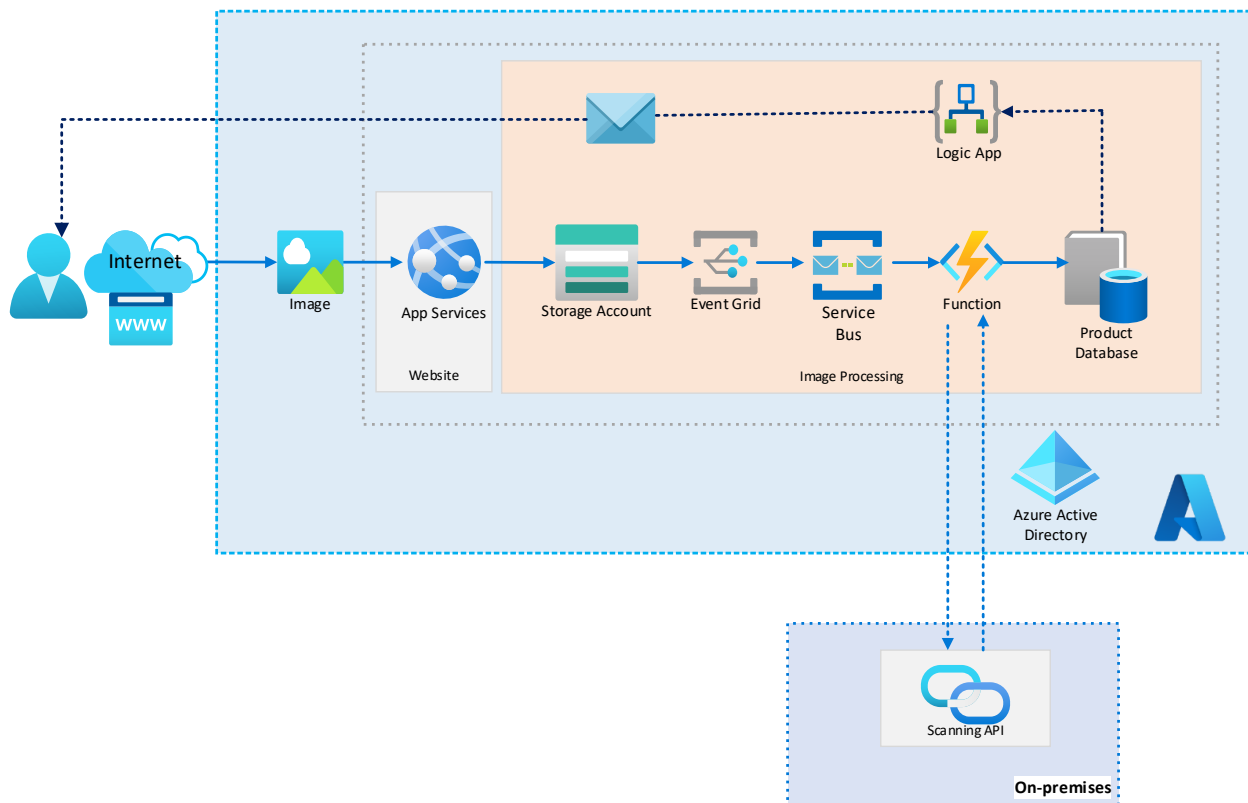 Logic App
Internet
WWW
Image
App Services
Storage Account
Event Grid
Service
Bus
Function
Product
Database
Website
Image Processing
Azure Active
Directory
Scanning API
On-premises